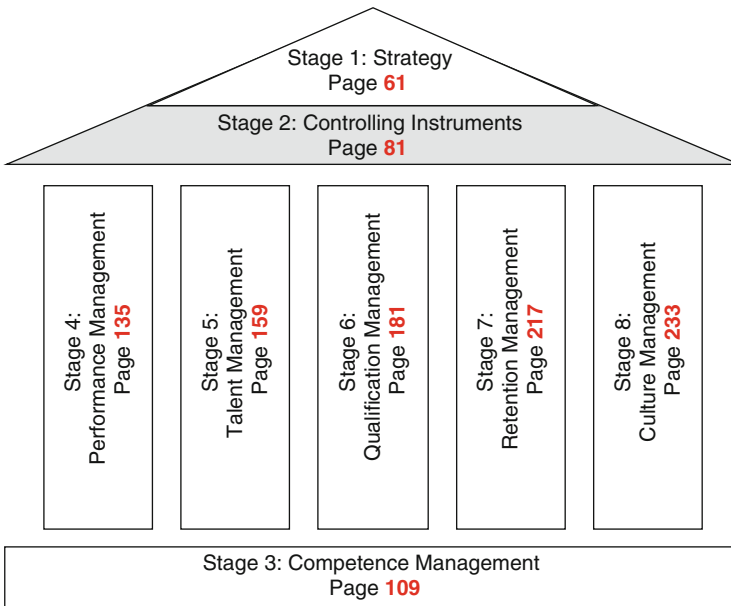 Stage 1: Strategy
Page 61
Stage 2: Controlling Instruments
Page 81
Stage 4:
Performance Management
Page 135
Stage 5:
Talent Management
Page 159
Stage 6:
Qualification Management
Page 181
Stage 7:
Retention Management
Page 217
Stage 8:
Culture Management
Page 233
Stage 3: Competence Management
Page 109